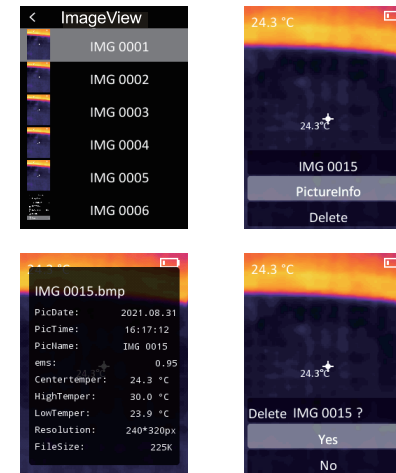 ImageView
IMG 0001
IMG 0002
IMG 0003
IMG 0004
IMG 0005
IMG 0006
24.3 °C
24.3℃
IMG 0015
PictureInfo
Delete
IMG 0015.bmp
PicDate: 2021.08.31
PicTime: 16:17:12
PicName: IMG 0015
ems: 0.95
Centertemper: 24.3 °C
HighTemper: 30.0 °C
LowTemper: 23.9 °C
Resolution: 240*320px
FileSize: 225K
24.3 °C
24.3℃
Delete IMG 0015 ?
Yes
No